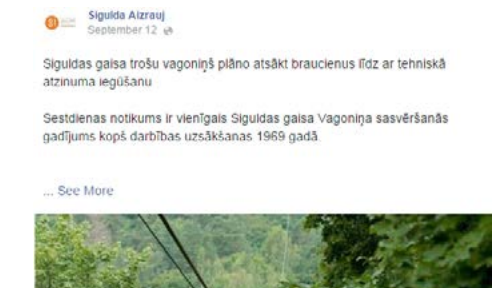 Sigulda Aizrauj
September 12
Siguldas gaisa trošu vagoniņš plāno atsākt braucienus līdz ar tehniskā
atzinuma iegūšanu
Sestdienas notikums ir vienīgais Siguldas gaisa Vagoniņa sasvēršanās
gadījums kopš darbības uzsākšanas 1969 gadā.
... See More